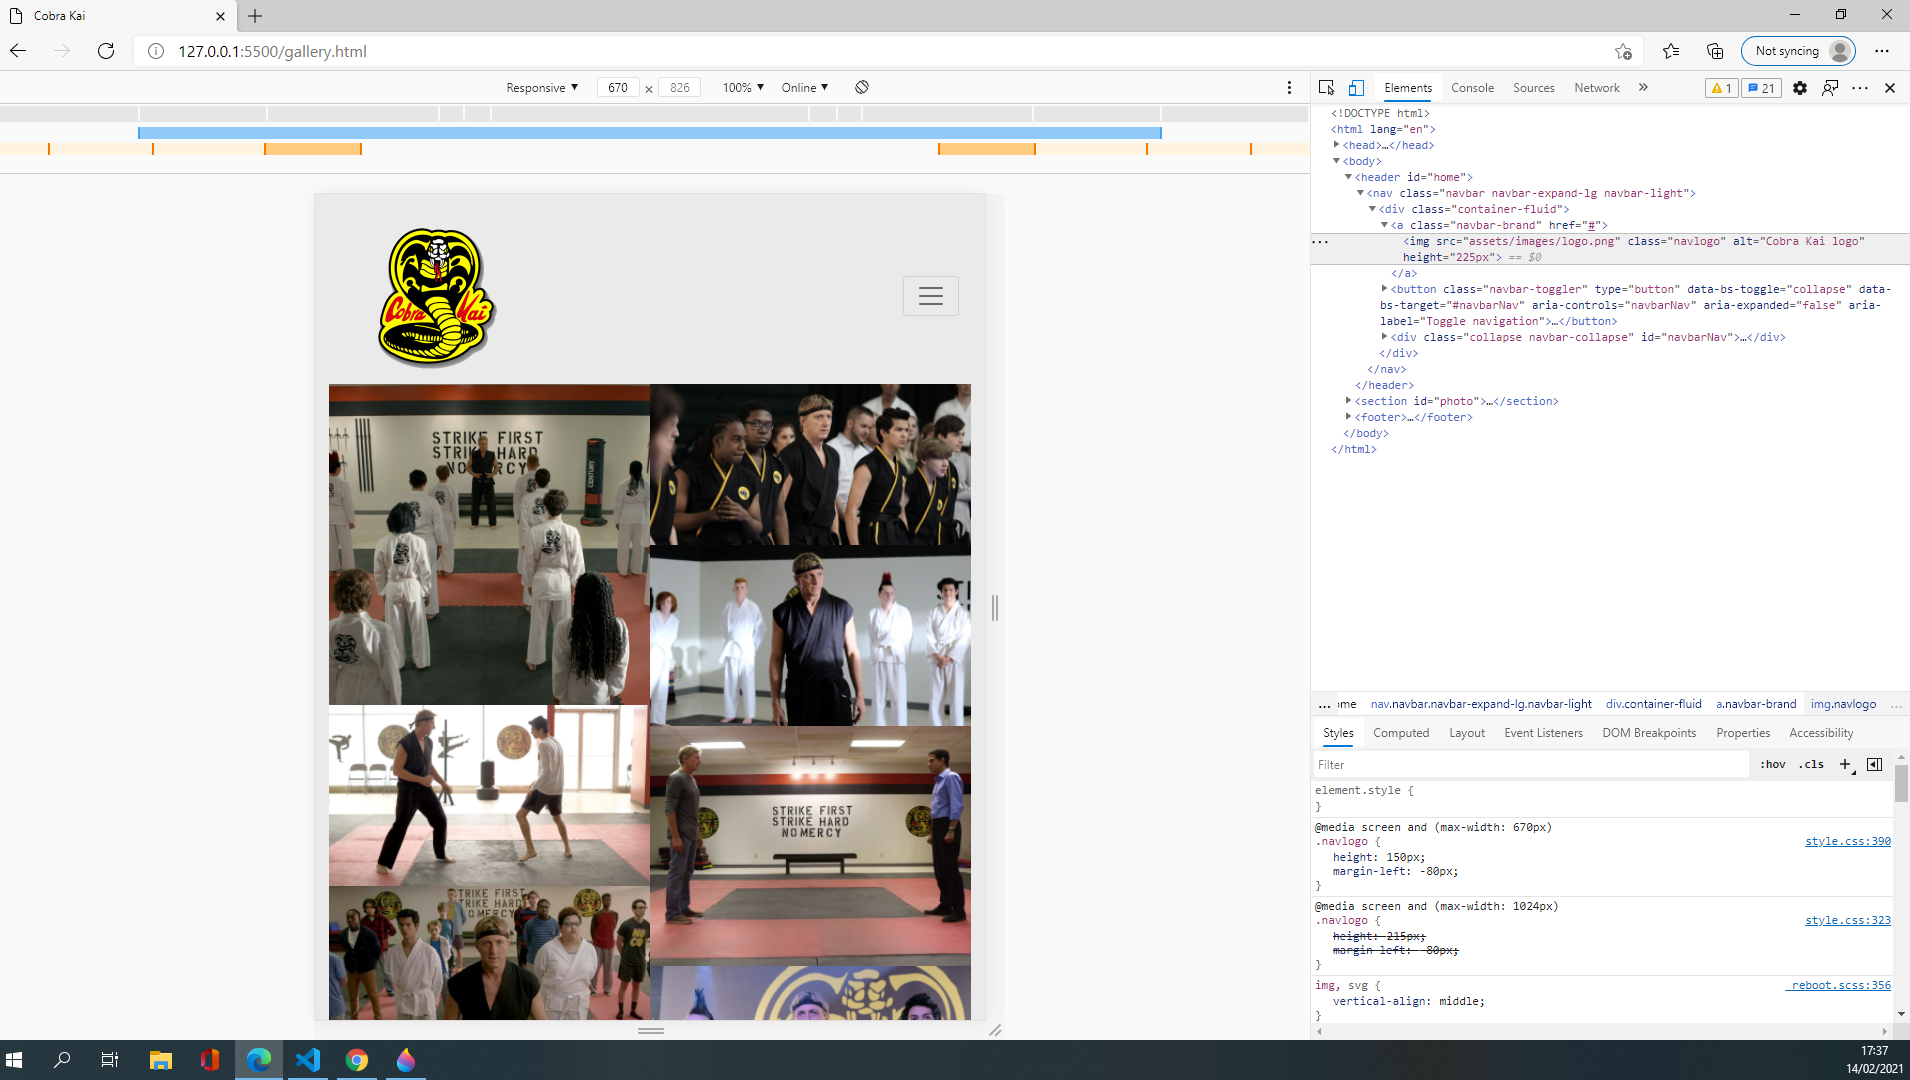 Cobra Kai
127.0.0.1:5500/gallery.html
Not syncing
Responsive
670 × 826
100%
Online
Elements
Console
Sources
Network
1
21
<!DOCTYPE html>
<html lang="en">
<head>…</head>
<body>
<header id="home">
<nav class="navbar navbar-expand-lg navbar-light">
<div class="container-fluid">
<a class="navbar-brand" href="#">
<img src="assets/images/logo.png" class="navlogo" alt="Cobra Kai logo"
height="225px"> == $0
</a>
<button class="navbar-toggler" type="button" data-bs-toggle="collapse" data-
bs-target="#navbarNav" aria-controls="navbarNav" aria-expanded="false" aria-
label="Toggle navigation">…</button>
<div class="collapse navbar-collapse" id="navbarNav">…</div>
</div>
</nav>
</header>
<section id="photo">…</section>
<footer>…</footer>
</body>
</html>
Cobra Kai
STRIKE FIRST
STRIKE HARD
NO MERCY
CENTURY
STRIKE FIRST
STRIKE HARD
NO MERCY
STRIKE FIRST
STRIKE HARD
NO MERCY
… ome nav.navbar.navbar-expand-lg.navbar-light div.container-fluid a.navbar-brand img.navlogo …
Styles
Computed
Layout
Event Listeners
DOM Breakpoints
Properties
Accessibility
Filter
:hov .cls +
element.style {
}
@media screen and (max-width: 670px)
.navlogo { style.css:390
height: 150px;
margin-left: -80px;
}
@media screen and (max-width: 1024px)
.navlogo { style.css:323
height: 215px;
margin-left: -80px;
}
img, svg { _reboot.scss:356
vertical-align: middle;
}
17:37
14/02/2021